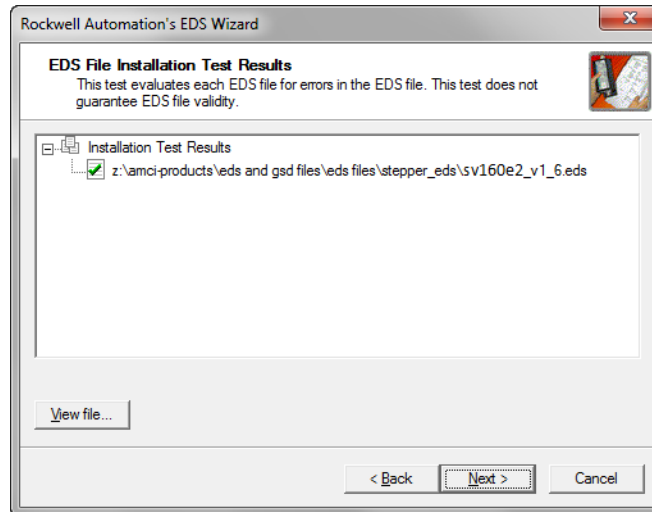 Rockwell Automation's EDS Wizard
EDS File Installation Test Results
This test evaluates each EDS file for errors in the EDS file. This test does not
guarantee EDS file validity.
Installation Test Results
z:\amci-products\eds and gsd files\eds files\stepper_eds\sv160e2_v1_6.eds
View file...
< Back
Next >
Cancel